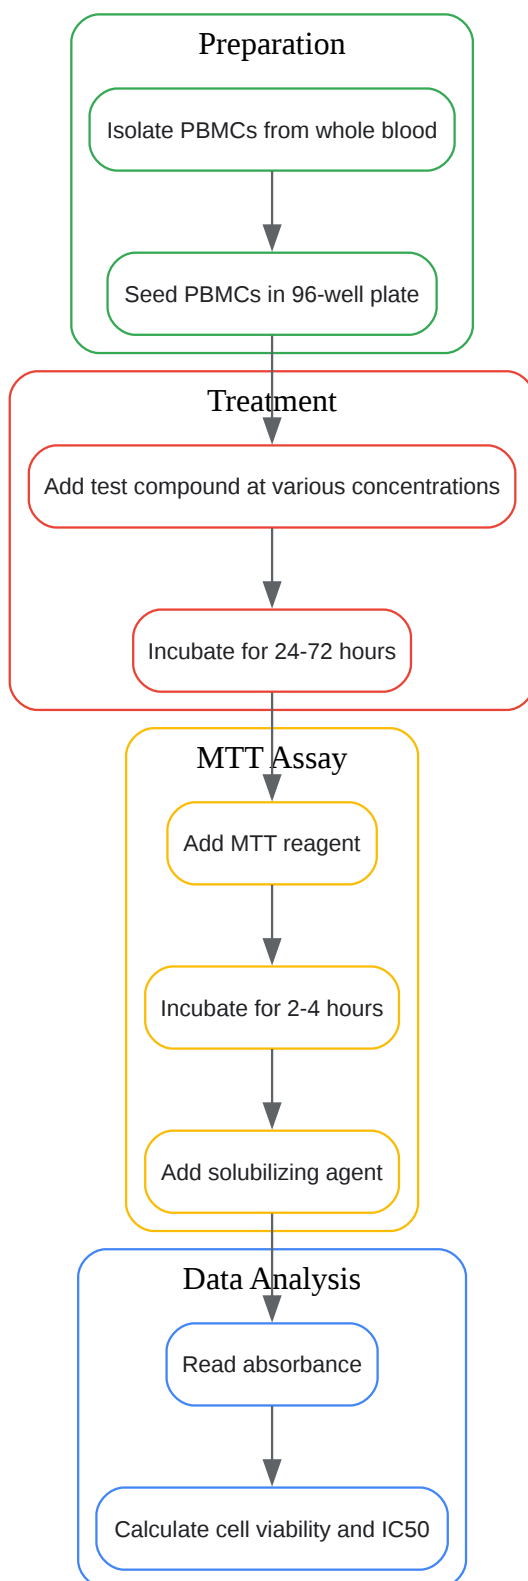 Preparation
Isolate PBMCs from whole blood
Seed PBMCs in 96-well plate
Treatment
Add test compound at various concentrations
Incubate for 24-72 hours
MTT Assay
Add MTT reagent
Incubate for 2-4 hours
Add solubilizing agent
Data Analysis
Read absorbance
Calculate cell viability and IC50